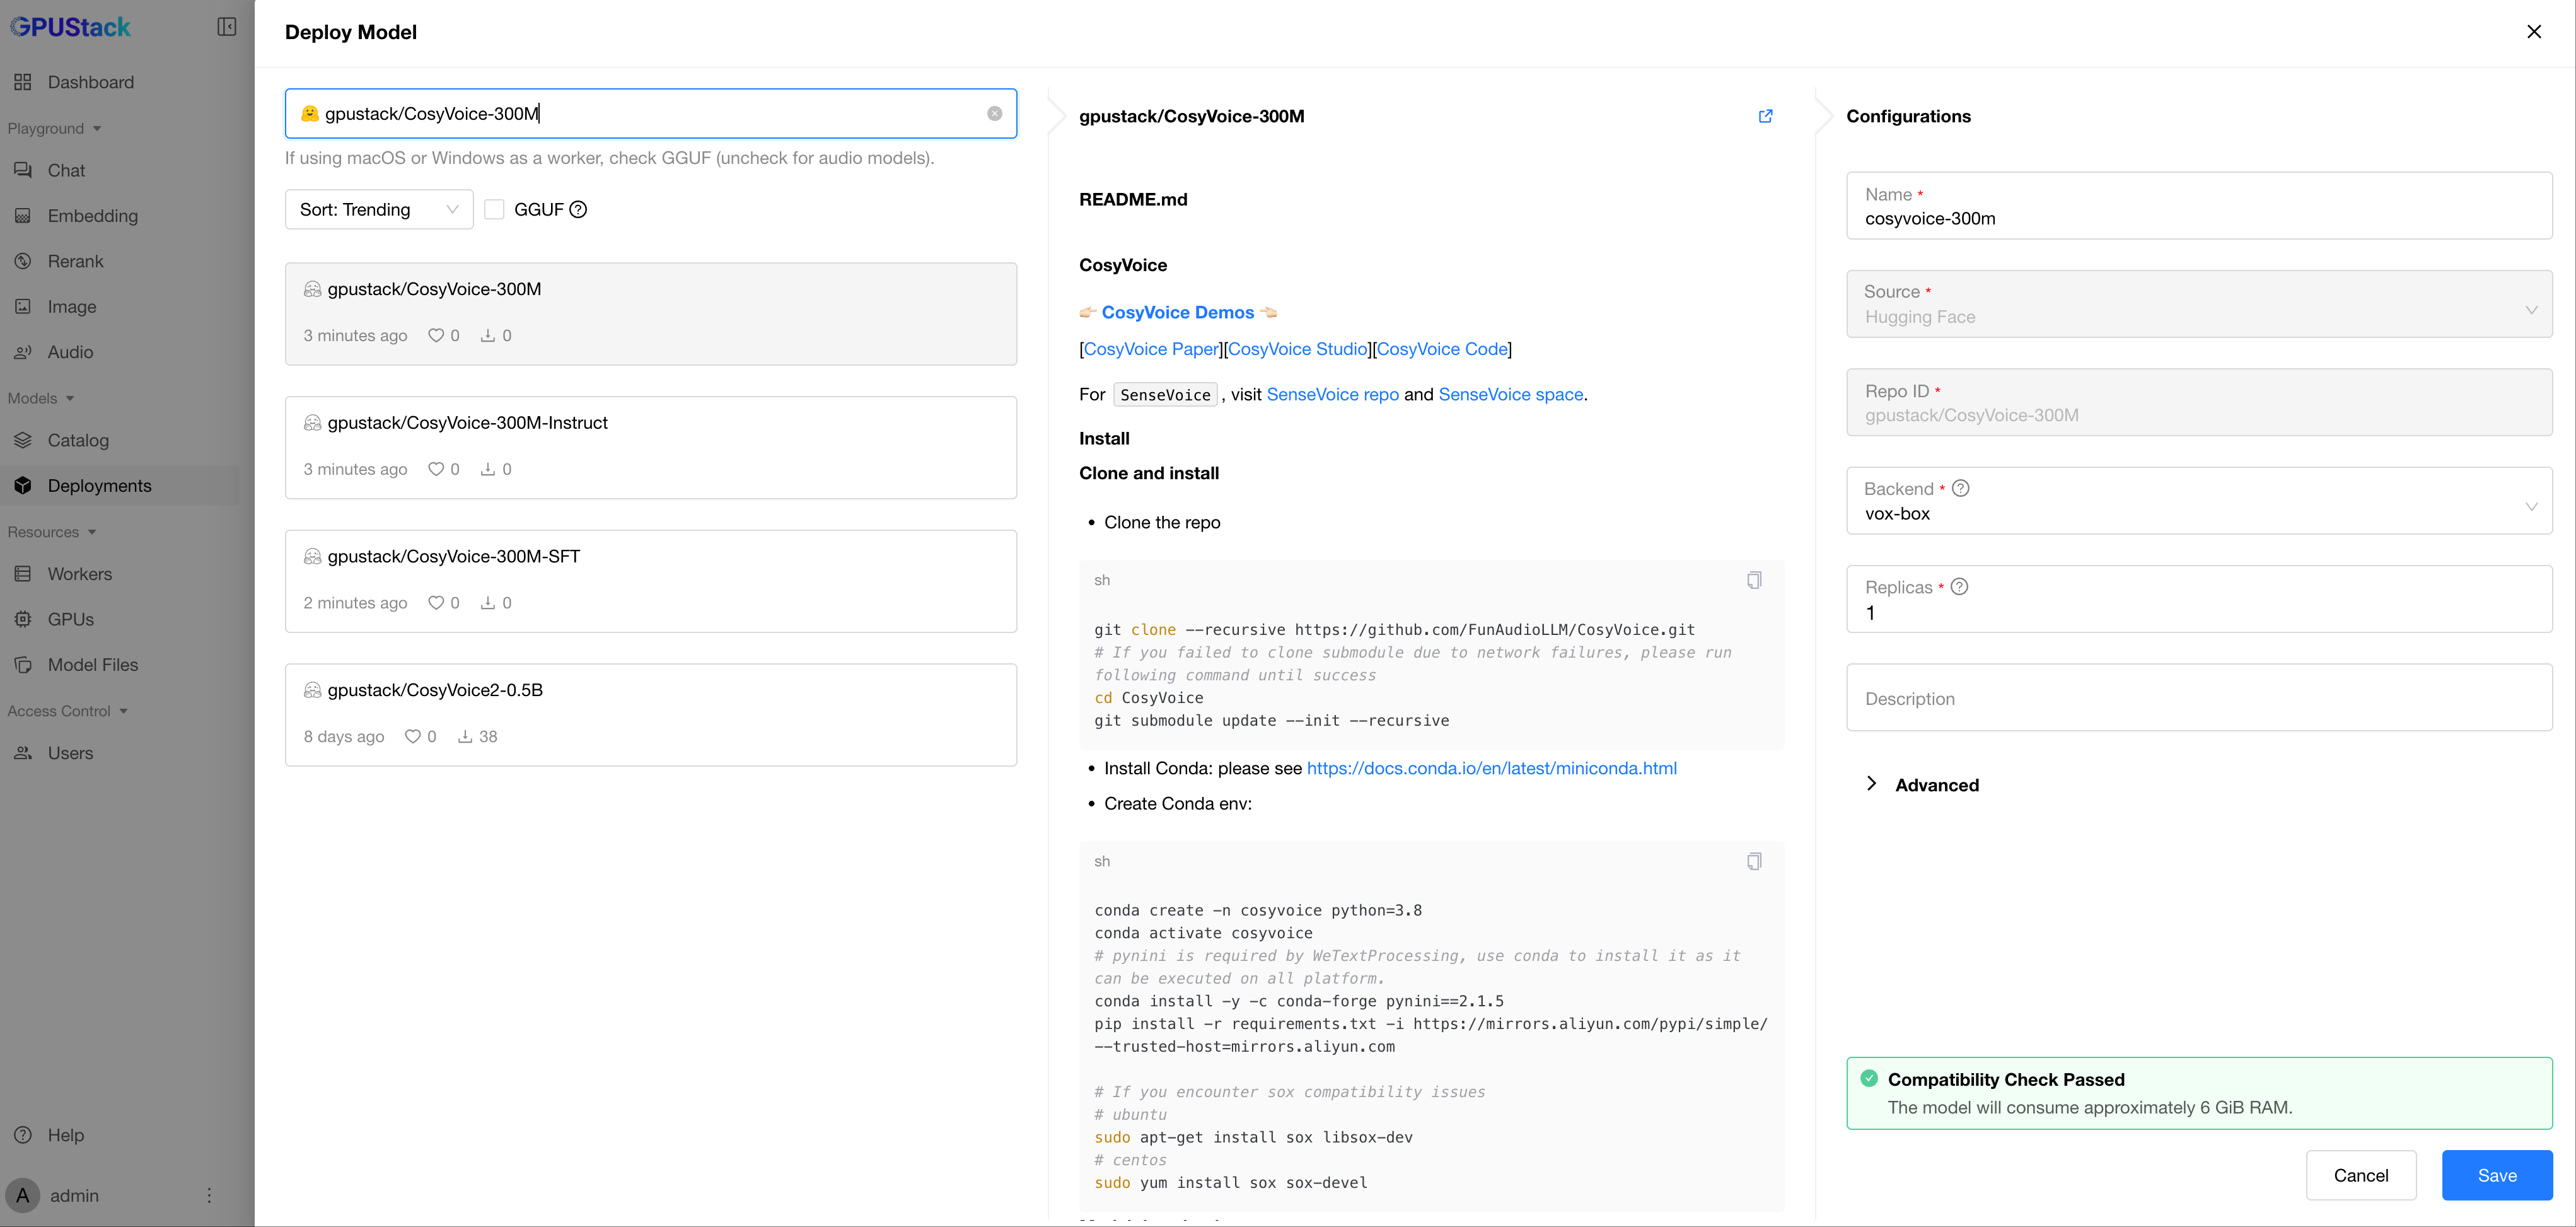 GPUStack
Dashboard
Playground
Chat
Embedding
Rerank
Image
Audio
Models
Catalog
Deployments
Resources
Workers
GPUs
Model Files
Access Control
Users
Help
A admin
Deploy Model
gpustack/CosyVoice-300M
If using macOS or Windows as a worker, check GGUF (uncheck for audio models).
Sort: Trending GGUF
gpustack/CosyVoice-300M
3 minutes ago 0 0
gpustack/CosyVoice-300M-Instruct
3 minutes ago 0 0
gpustack/CosyVoice-300M-SFT
2 minutes ago 0 0
gpustack/CosyVoice2-0.5B
8 days ago 0 38
gpustack/CosyVoice-300M
README.md
CosyVoice
👉 CosyVoice Demos 👈
[CosyVoice Paper][CosyVoice Studio][CosyVoice Code]
For SenseVoice, visit SenseVoice repo and SenseVoice space.
Install
Clone and install
• Clone the repo
sh
git clone --recursive https://github.com/FunAudioLLM/CosyVoice.git
# If you failed to clone submodule due to network failures, please run
following command until success
cd CosyVoice
git submodule update --init --recursive
• Install Conda: please see https://docs.conda.io/en/latest/miniconda.html
• Create Conda env:
sh
conda create -n cosyvoice python=3.8
conda activate cosyvoice
# pynini is required by WeTextProcessing, use conda to install it as it
can be executed on all platform.
conda install -y -c conda-forge pynini==2.1.5
pip install -r requirements.txt -i https://mirrors.aliyun.com/pypi/simple/
--trusted-host=mirrors.aliyun.com
# If you encounter sox compatibility issues
# ubuntu
sudo apt-get install sox libsox-dev
# centos
sudo yum install sox sox-devel
Configurations
Name *
cosyvoice-300m
Source *
Hugging Face
Repo ID *
gpustack/CosyVoice-300M
Backend *
vox-box
Replicas *
1
Description
Advanced
Compatibility Check Passed
The model will consume approximately 6 GiB RAM.
Cancel
Save